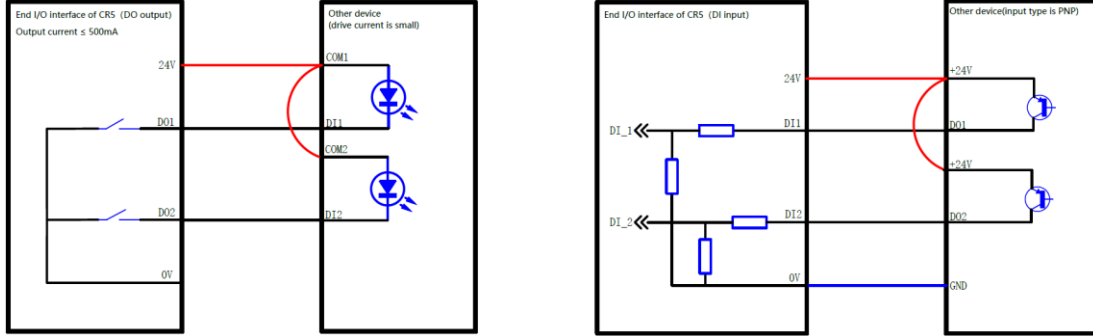 End I/O interface of CR5 (DO output)
Output current ≤ 500mA
24V
DO1
DO2
0V
Other device
(drive current is small)
COM1
DI1
COM2
DI2
End I/O interface of CR5 (DI input)
24V
DI_1
DI1
DI_2
DI2
0V
Other device(input type is PNP)
+24V
DO1
+24V
DO2
GND